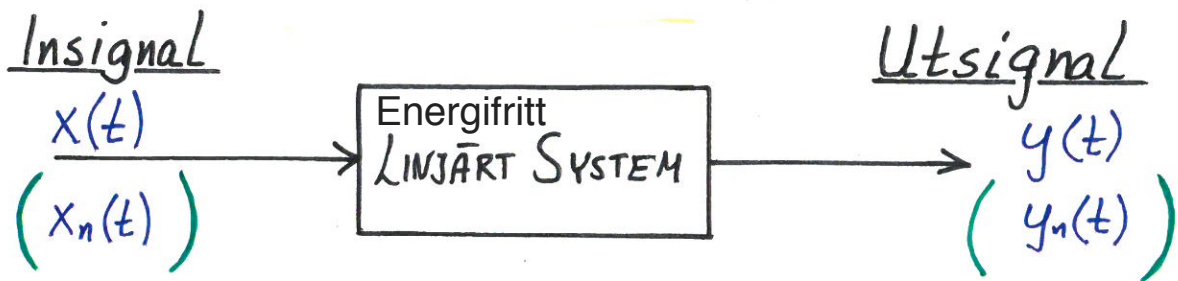 Insignal
Utsignal
x(t)
Energifritt
LINJÄRT SYSTEM
y(t)
(xₙ(t))
(yₙ(t))